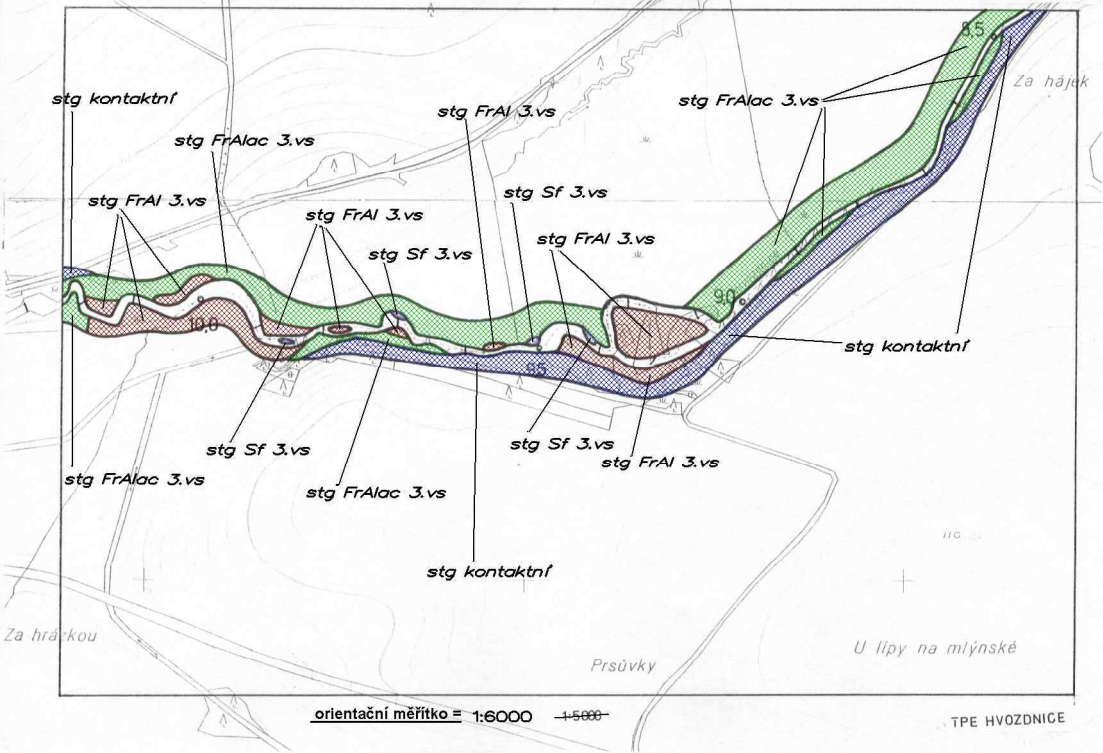 8.5
Za hájek
stg kontaktní
stg FrAlac 3.vs
stg FrAl 3.vs
stg FrAlac 3.vs
stg FrAl 3.vs
stg Sf 3.vs
stg FrAl 3.vs
stg FrAl 3.vs
stg Sf 3.vs
9.0
10,0
stg kontaktní
9.5
stg Sf 3.vs
stg Sf 3.vs
stg FrAl 3.vs
stg FrAlac 3.vs
stg FrAlac 3.vs
stg kontaktní
Za hrázkou
U lípy na mlýnské
Prsůvky
orientační měřítko = 1:6000 1:5000
TPE HVOZDNICE